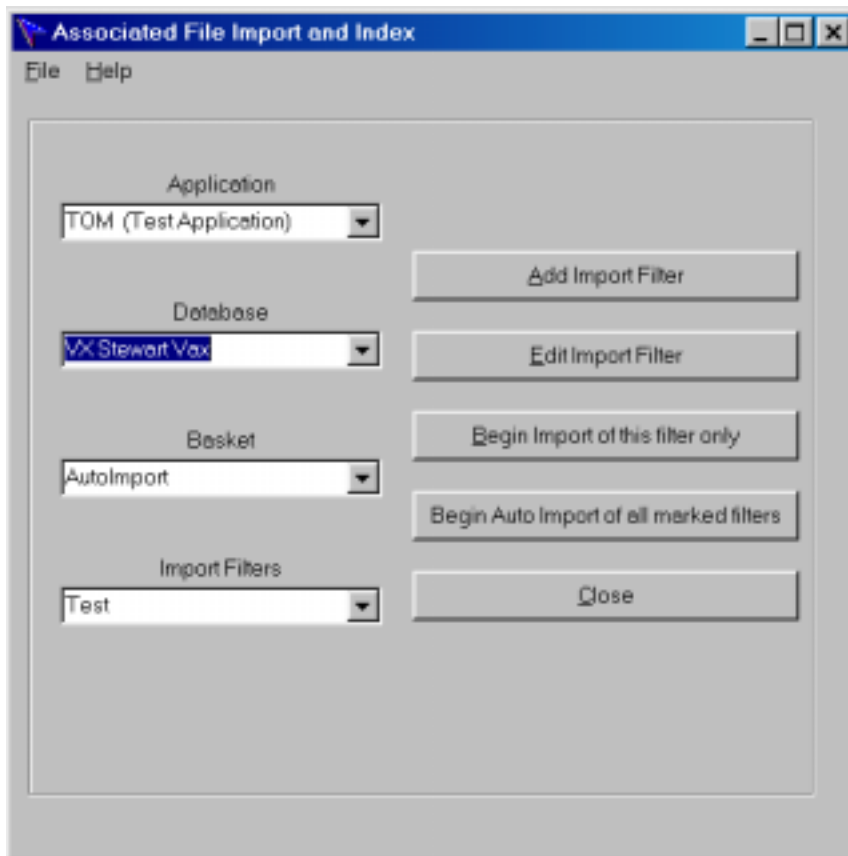 Associated File Import and Index
File Help
Application
TOM (Test Application)
Add Import Filter
Database
VX Stewart Vax
Edit Import Filter
Basket
AutoImport
Begin Import of this filter only
Begin Auto Import of all marked filters
Import Filters
Test
Close